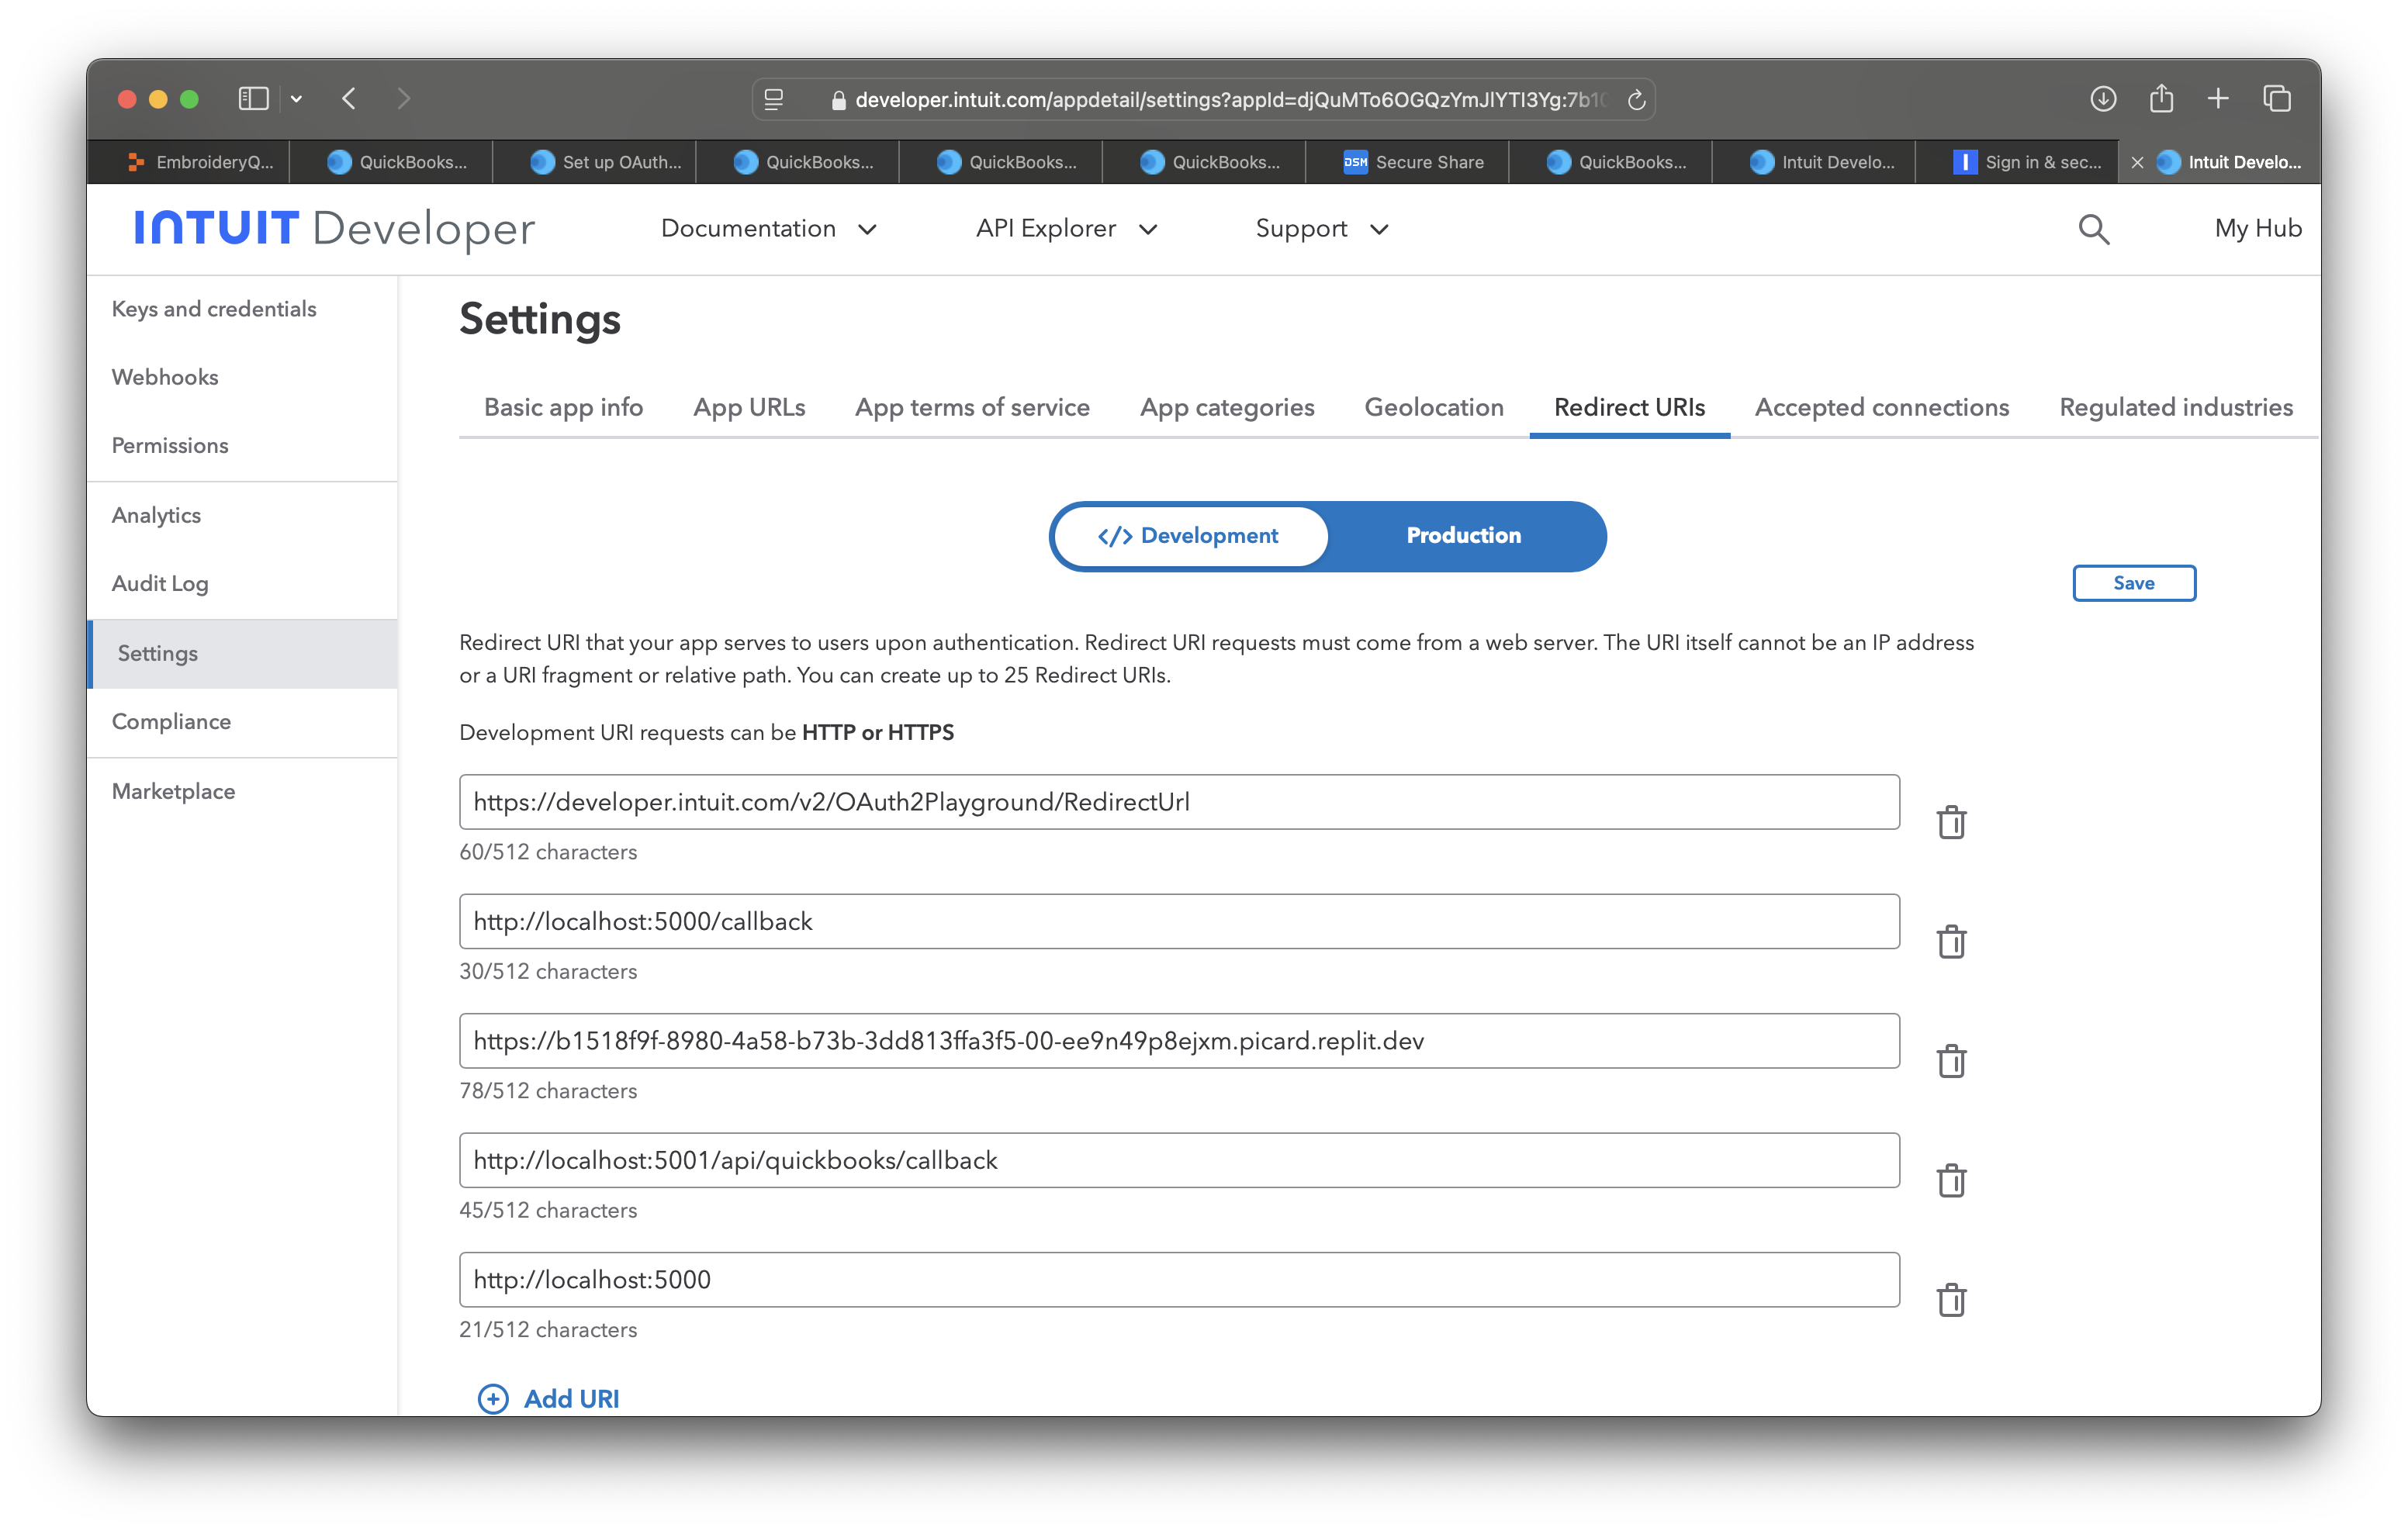 developer.intuit.com/appdetail/settings?appId=djQuMTo6OGQzYmJlYTI3Yg:7b10
EmbroideryQ...
QuickBooks...
Set up OAuth...
QuickBooks...
QuickBooks...
QuickBooks...
DSM Secure Share
QuickBooks...
Intuit Develo...
Sign in & sec...
Intuit Develo...
INTUIT Developer
Documentation
API Explorer
Support
My Hub
Keys and credentials
Webhooks
Permissions
Analytics
Audit Log
Settings
Compliance
Marketplace
Settings
Basic app info
App URLs
App terms of service
App categories
Geolocation
Redirect URIs
Accepted connections
Regulated industries
</> Development
Production
Save
Redirect URI that your app serves to users upon authentication. Redirect URI requests must come from a web server. The URI itself cannot be an IP address
or a URI fragment or relative path. You can create up to 25 Redirect URIs.
Development URI requests can be HTTP or HTTPS
https://developer.intuit.com/v2/OAuth2Playground/RedirectUrl
60/512 characters
http://localhost:5000/callback
30/512 characters
https://b1518f9f-8980-4a58-b73b-3dd813ffa3f5-00-ee9n49p8ejxm.picard.replit.dev
78/512 characters
http://localhost:5001/api/quickbooks/callback
45/512 characters
http://localhost:5000
21/512 characters
Add URI